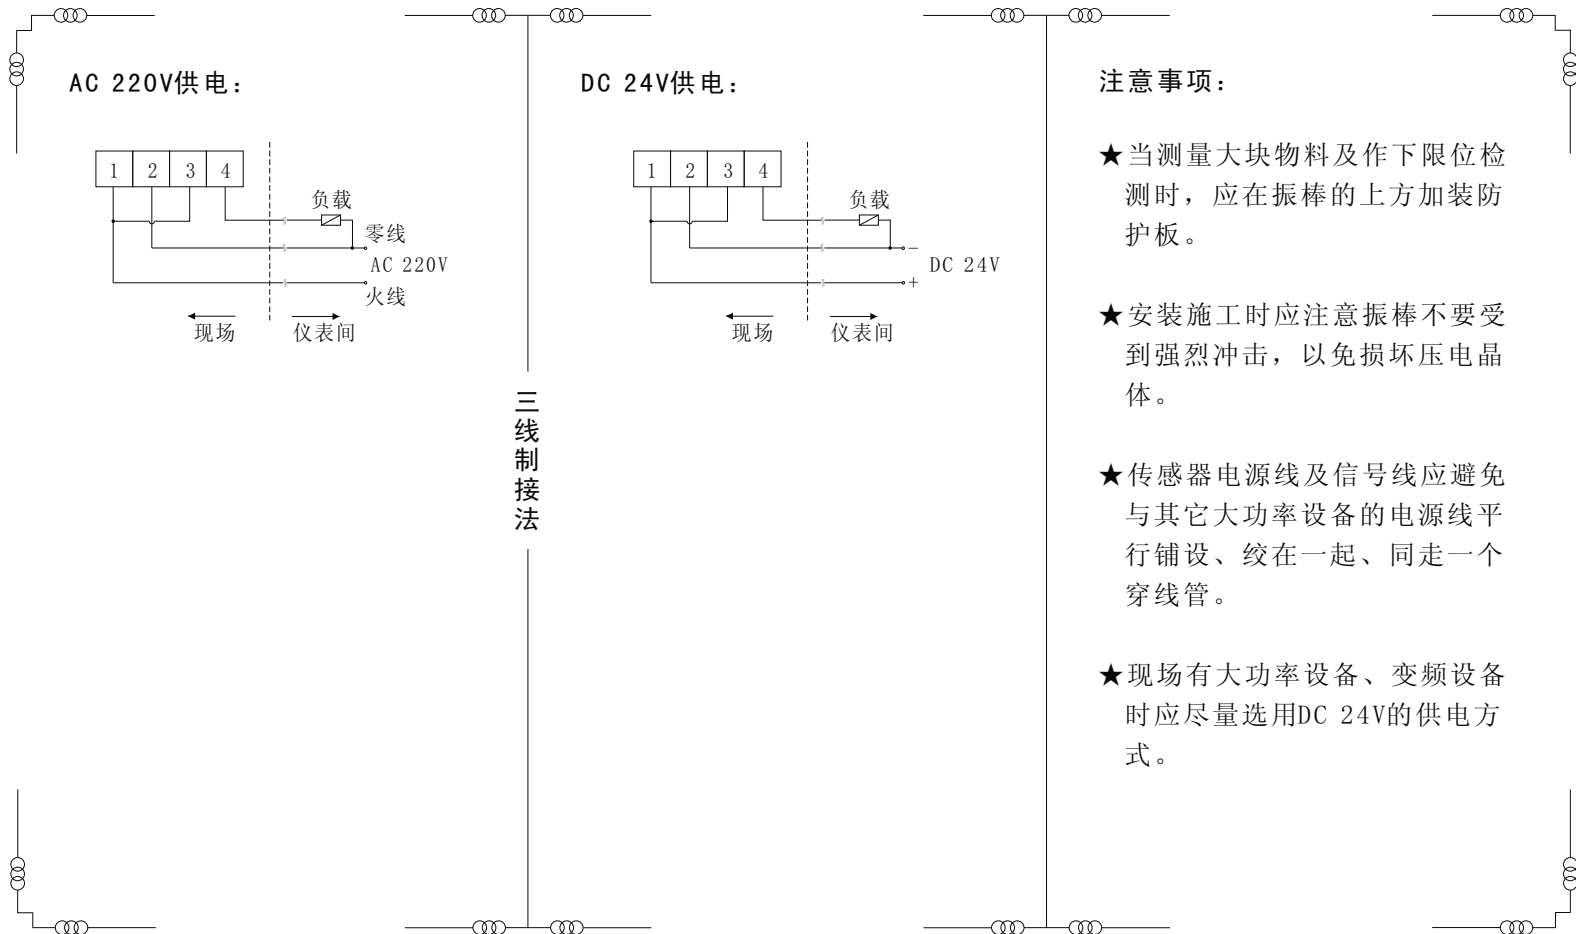 AC 220V供电：
1 2 3 4
负载
零线
AC 220V
火线
现场 仪表间
三线制接法
DC 24V供电：
1 2 3 4
负载
−
DC 24V
+
现场 仪表间
注意事项：
★当测量大块物料及作下限位检
测时，应在振棒的上方加装防
护板。
★安装施工时应注意振棒不要受
到强烈冲击，以免损坏压电晶
体。
★传感器电源线及信号线应避免
与其它大功率设备的电源线平
行铺设、绞在一起、同走一个
穿线管。
★现场有大功率设备、变频设备
时应尽量选用DC 24V的供电方
式。